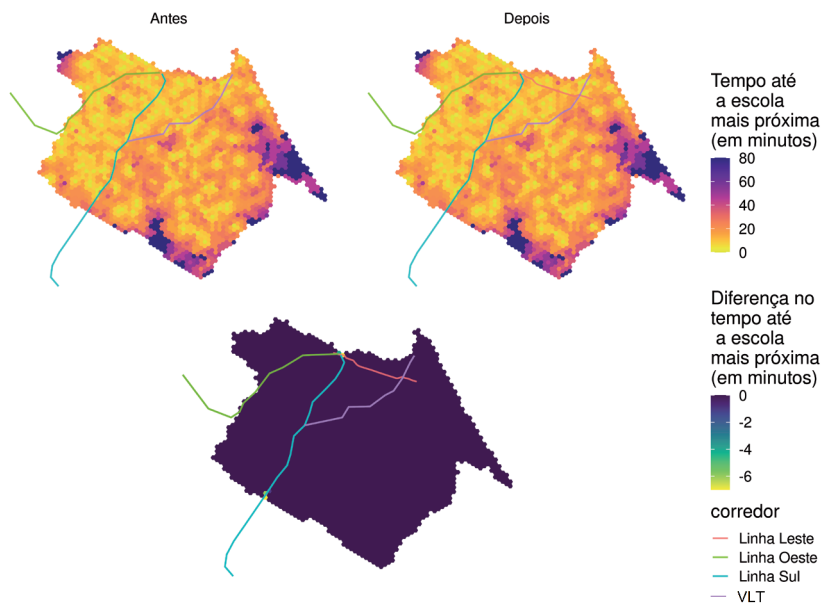 Antes
Depois
Tempo até
a escola
mais próxima
(em minutos)
80
60
40
20
0
Diferença no
tempo até
a escola
mais próxima
(em minutos)
0
-2
-4
-6
corredor
Linha Leste
Linha Oeste
Linha Sul
VLT